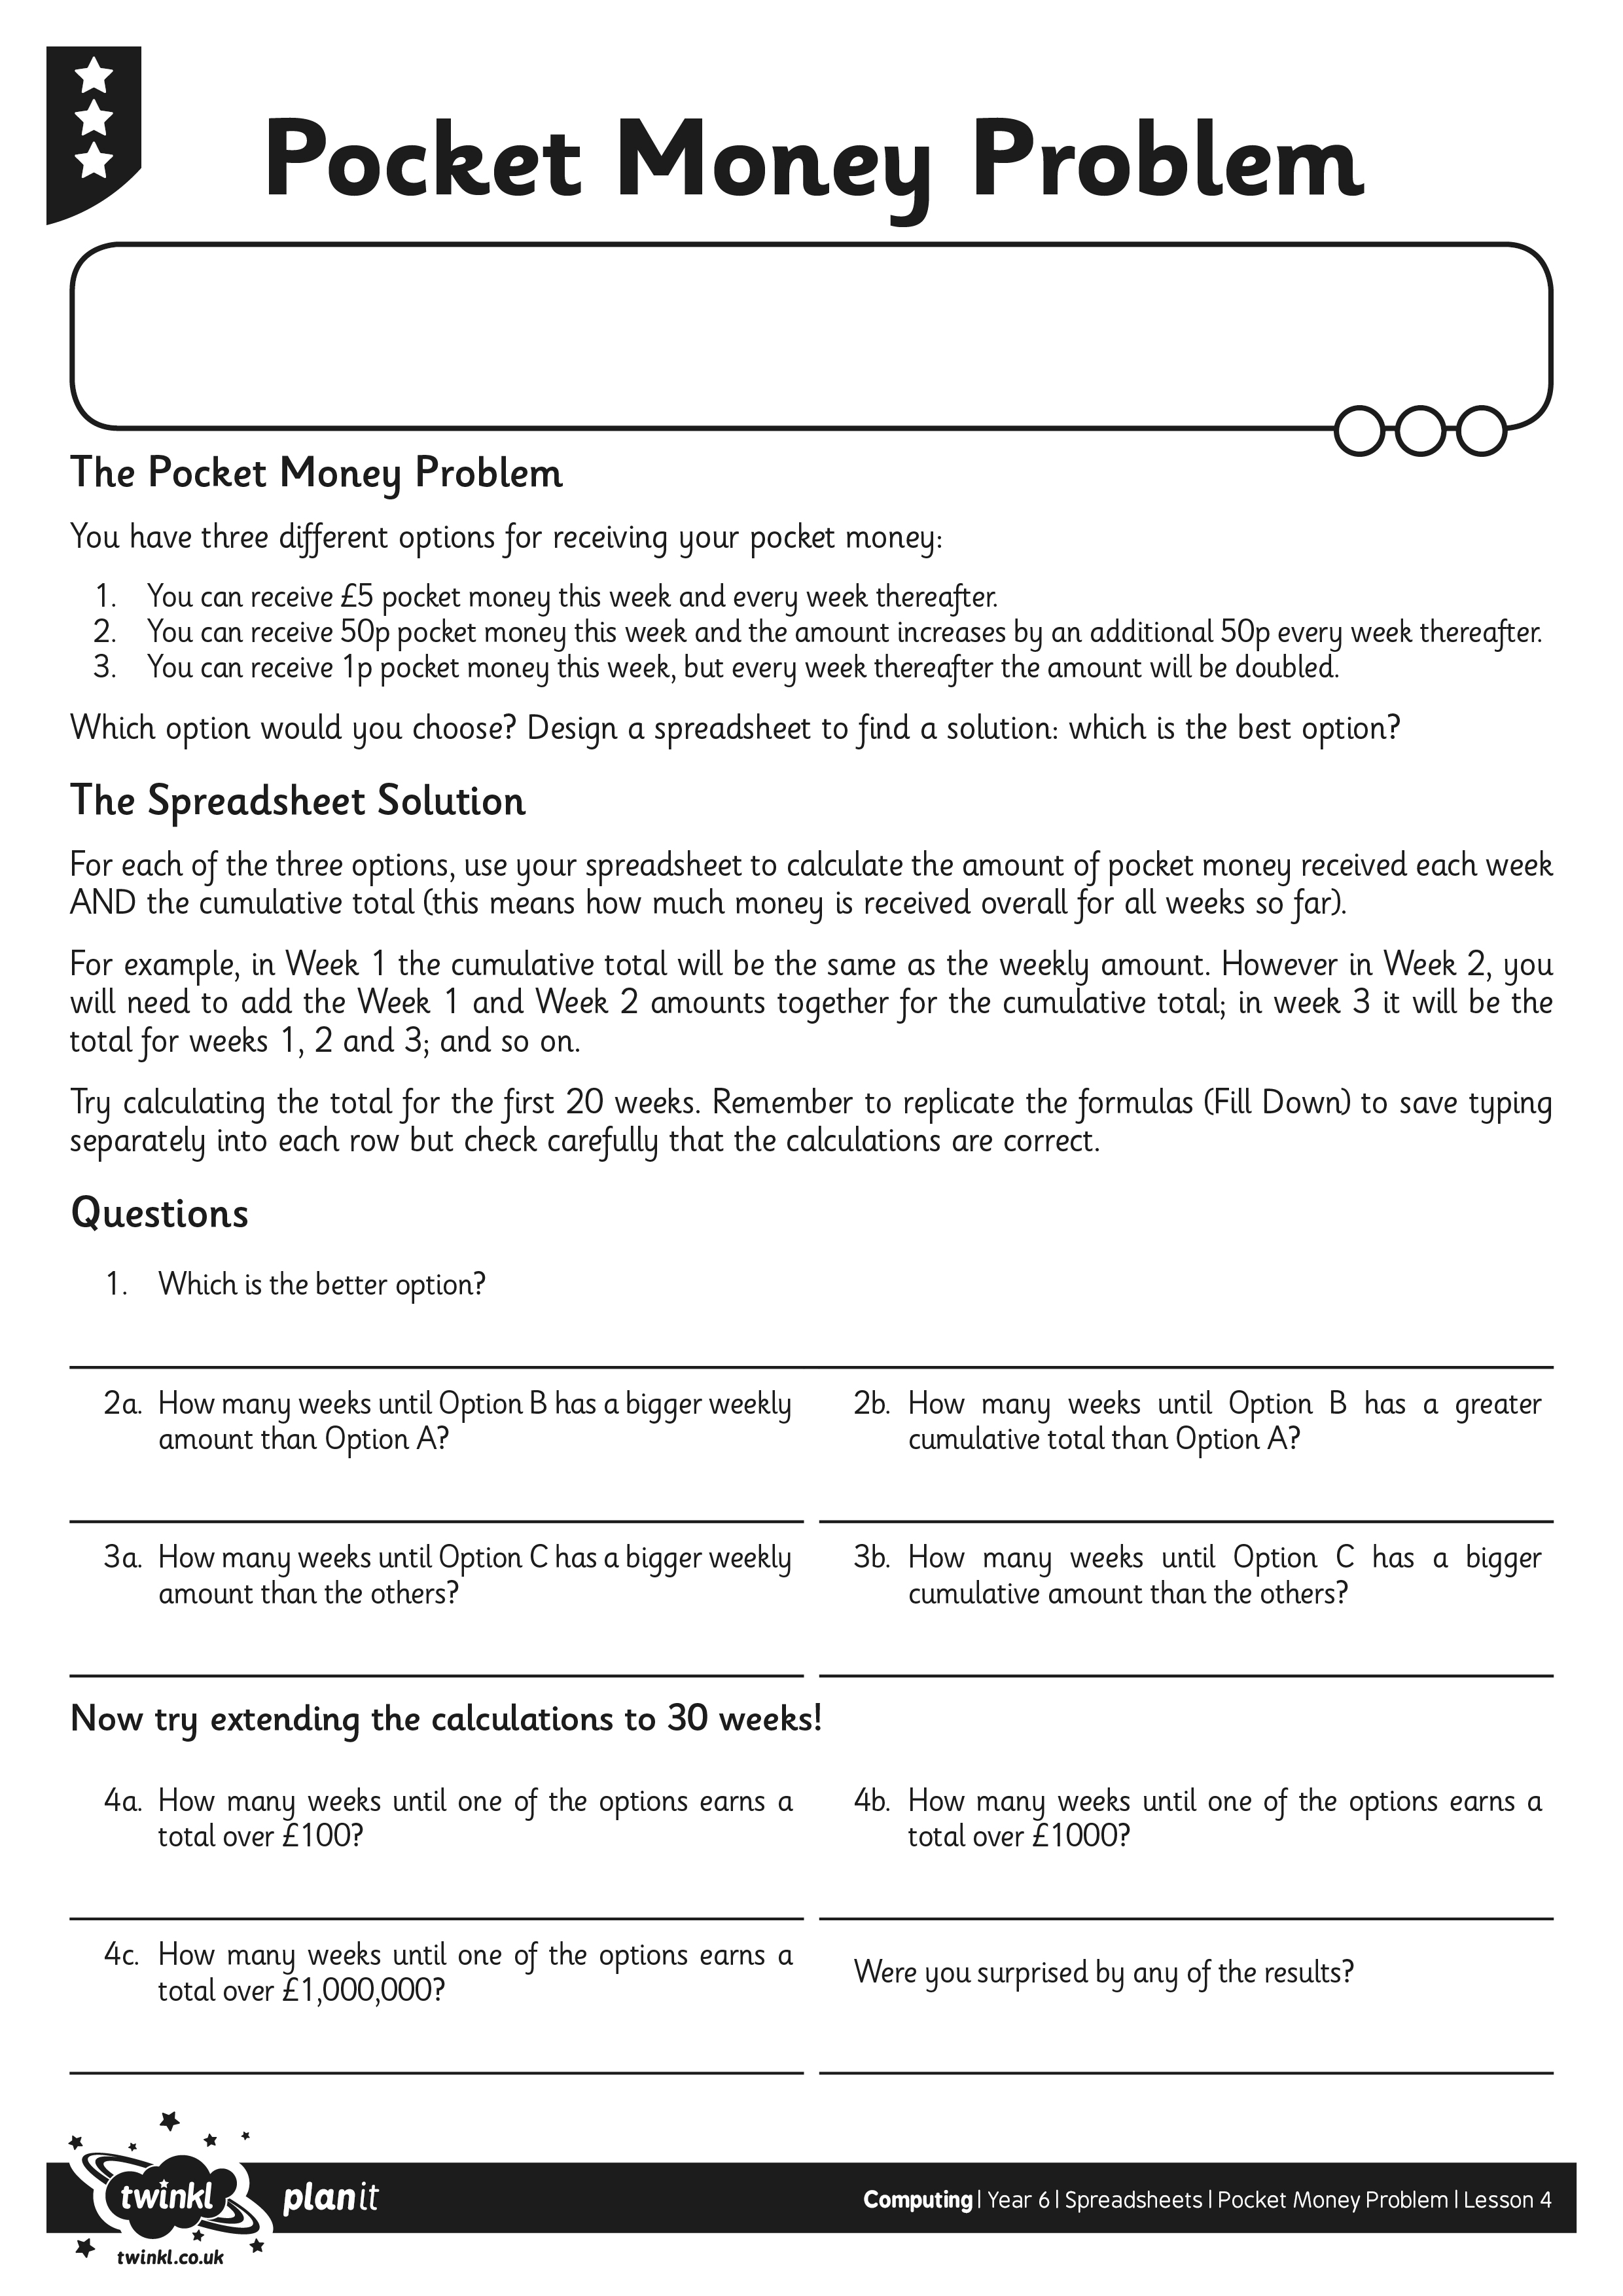 Pocket Money Problem
The Pocket Money Problem
You have three different options for receiving your pocket money:
1. You can receive £5 pocket money this week and every week thereafter.
2. You can receive 50p pocket money this week and the amount increases by an additional 50p every week thereafter.
3. You can receive 1p pocket money this week, but every week thereafter the amount will be doubled.
Which option would you choose? Design a spreadsheet to find a solution: which is the best option?
The Spreadsheet Solution
For each of the three options, use your spreadsheet to calculate the amount of pocket money received each week
AND the cumulative total (this means how much money is received overall for all weeks so far).
For example, in Week 1 the cumulative total will be the same as the weekly amount. However in Week 2, you
will need to add the Week 1 and Week 2 amounts together for the cumulative total; in week 3 it will be the
total for weeks 1, 2 and 3; and so on.
Try calculating the total for the first 20 weeks. Remember to replicate the formulas (Fill Down) to save typing
separately into each row but check carefully that the calculations are correct.
Questions
1. Which is the better option?
2a. How many weeks until Option B has a bigger weekly
amount than Option A?
2b. How many weeks until Option B has a greater
cumulative total than Option A?
3a. How many weeks until Option C has a bigger weekly
amount than the others?
3b. How many weeks until Option C has a bigger
cumulative amount than the others?
Now try extending the calculations to 30 weeks!
4a. How many weeks until one of the options earns a
total over £100?
4b. How many weeks until one of the options earns a
total over £1000?
4c. How many weeks until one of the options earns a
total over £1,000,000?
Were you surprised by any of the results?
twinkl
planit
Computing | Year 6 | Spreadsheets | Pocket Money Problem | Lesson 4
twinkl.co.uk